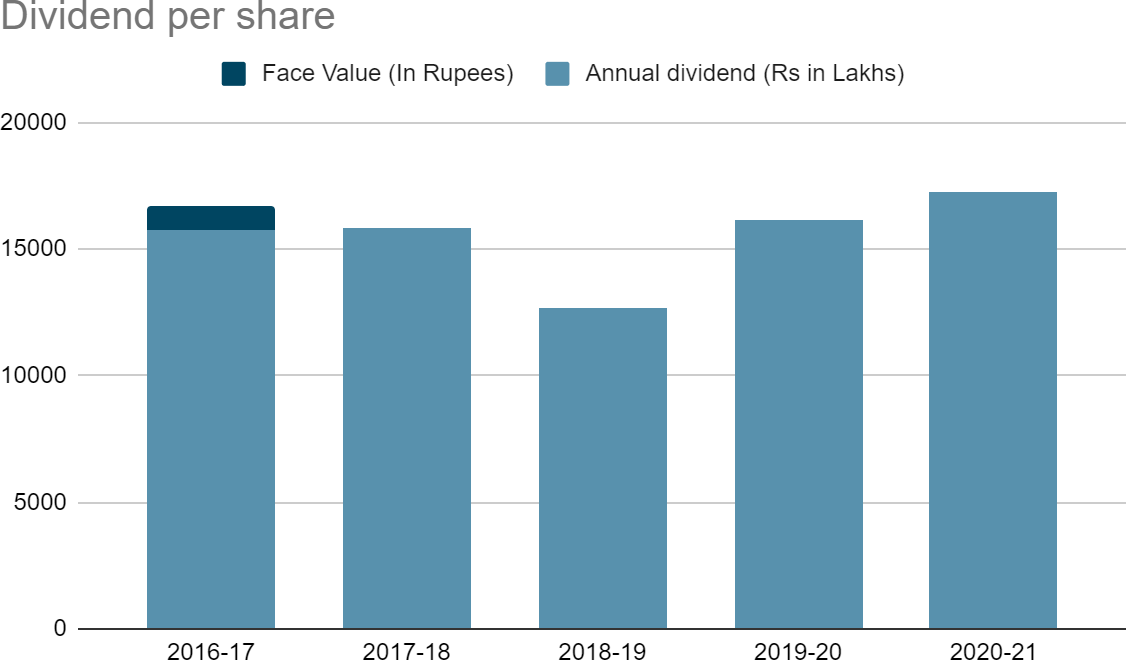 Dividend per share
Face Value (In Rupees) Annual dividend (Rs in Lakhs)
20000
15000
10000
5000
0
2016-17 2017-18 2018-19 2019-20 2020-21